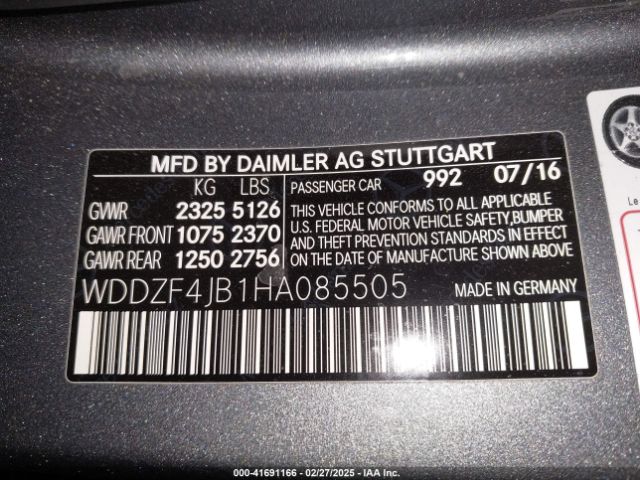 MFD BY DAIMLER AG STUTTGART
KG LBS
GVWR 2325 5126
GAWR FRONT 1075 2370
GAWR REAR 1250 2756
PASSENGER CAR 992 07/16
THIS VEHICLE CONFORMS TO ALL APPLICABLE
U.S. FEDERAL MOTOR VEHICLE SAFETY,BUMPER
AND THEFT PREVENTION STANDARDS IN EFFECT
ON THE DATE OF MANUFACTURE SHOWN ABOVE
WDDZF4JB1HA085505 MADE IN GERMANY
Le
000-41691166 - 02/27/2025 - IAA Inc.